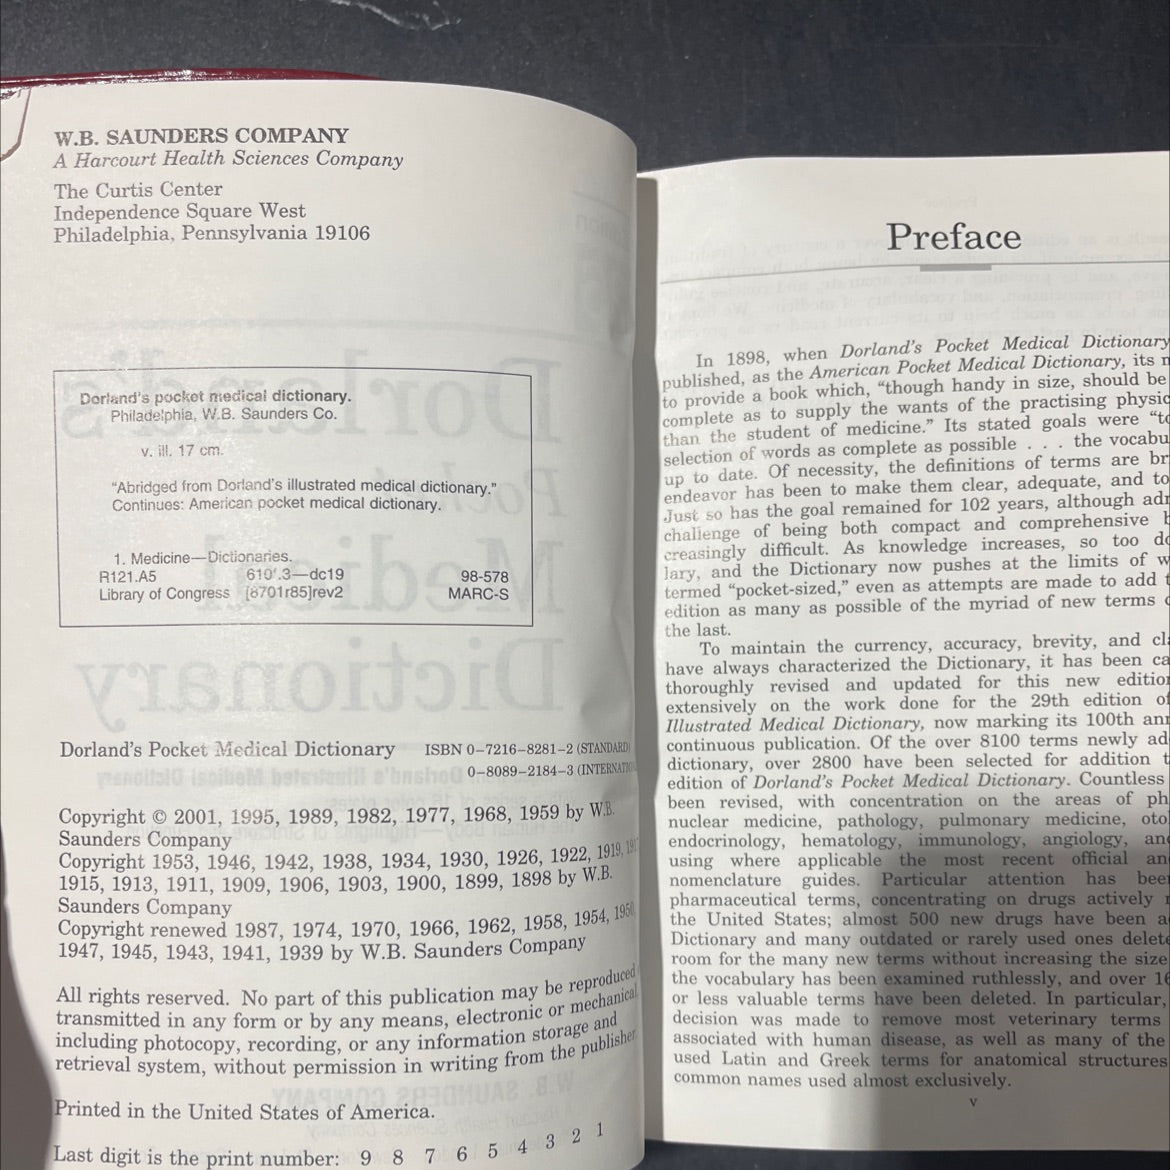 W.B. SAUNDERS COMPANY
A Harcourt Health Sciences Company
The Curtis Center
Independence Square West
Philadelphia, Pennsylvania 19106
Dorland's pocket medical dictionary.
Philadelphia, W.B. Saunders Co.
v. ill. 17 cm.
"Abridged from Dorland's illustrated medical dictionary."
Continues: American pocket medical dictionary.
1. Medicine—Dictionaries.
R121.A5 610'.3—dc19 98-578
Library of Congress [8701r85]rev2 MARC-S
Dorland's Pocket Medical Dictionary ISBN 0-7216-8281-2 (STANDARD)
0-8089-2184-3
Copyright © 2001, 1995, 1989, 1982, 1977, 1968, 1959 by W.B.
Saunders Company
Copyright 1953, 1946, 1942, 1938, 1934, 1930, 1926, 1922, 1919,
1915, 1913, 1911, 1909, 1906, 1903, 1900, 1899, 1898 by W.B.
Saunders Company
Copyright renewed 1987, 1974, 1970, 1966, 1962, 1958, 1954, 1950,
1947, 1945, 1943, 1941, 1939 by W.B. Saunders Company
All rights reserved. No part of this publication may be reproduced
transmitted in any form or by any means, electronic or mechanical,
including photocopy, recording, or any information storage and
retrieval system, without permission in writing from the publisher.
Printed in the United States of America.
Last digit is the print number: 9 8 7 6 5 4 3 2 1
Preface
In 1898, when Dorland's Pocket Medical Dictionary
published, as the American Pocket Medical Dictionary, its
to provide a book which, "though handy in size, should be
complete as to supply the wants of the practising
than the student of medicine." Its stated goals were
selection of words as complete as possible . . . the
up to date. Of necessity, the definitions of terms are
endeavor has been to make them clear, adequate, and
Just so has the goal remained for 102 years, although
challenge of being both compact and comprehensive
creasingly difficult. As knowledge increases, so too
lary, and the Dictionary now pushes at the limits of
termed "pocket-sized," even as attempts are made to add
edition as many as possible of the myriad of new terms
the last.
To maintain the currency, accuracy, brevity, and
have always characterized the Dictionary, it has been
thoroughly revised and updated for this new
extensively on the work done for the 29th edition of
Illustrated Medical Dictionary, now marking its 100th
continuous publication. Of the over 8100 terms newly
dictionary, over 2800 have been selected for addition
edition of Dorland's Pocket Medical Dictionary. Countless
been revised, with concentration on the areas of
nuclear medicine, pathology, pulmonary medicine,
endocrinology, hematology, immunology, angiology,
using where applicable the most recent official
nomenclature guides. Particular attention has
pharmaceutical terms, concentrating on drugs actively
the United States; almost 500 new drugs have been
Dictionary and many outdated or rarely used ones
room for the many new terms without increasing the size
the vocabulary has been examined ruthlessly, and over
or less valuable terms have been deleted. In particular,
decision was made to remove most veterinary terms
associated with human disease, as well as many of the
used Latin and Greek terms for anatomical structures
common names used almost exclusively.
v